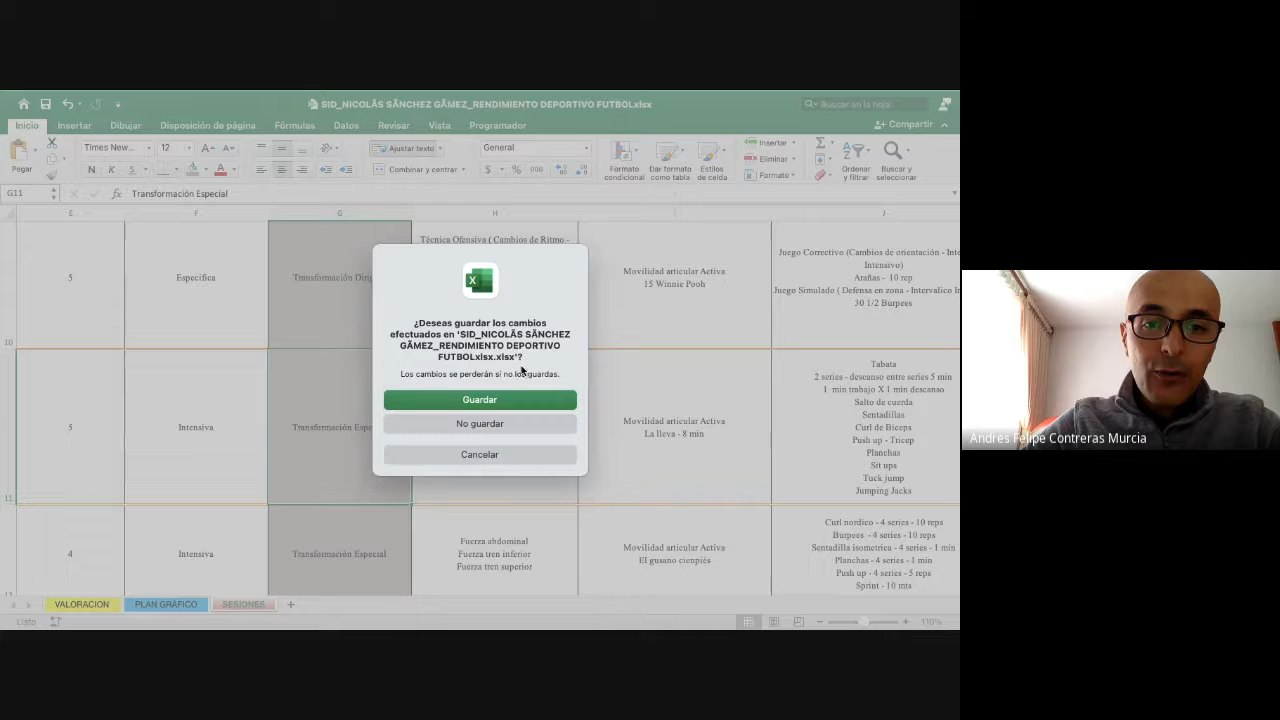 SID_NICOLÃS SÃNCHEZ GÃMEZ_RENDIMIENTO DEPORTIVO FUTBOLxlsx
Buscar en la hoja
Inicio
Insertar
Dibujar
Disposición de página
Fórmulas
Datos
Revisar
Vista
Programador
Compartir
Pegar
Times New...
12
N K S
Ajustar texto
Combinar y centrar
General
$ % 000
Formato condicional
Dar formato como tabla
Estilos de celda
Insertar
Eliminar
Formato
Ordenar y filtrar
Buscar y seleccionar
G11
fx
Transformación Especial
E F G H I J
10
5
Específica
Transformación Dirig
Técnica Ofensiva ( Cambios de Ritmo -
Movilidad articular Activa
15 Winnie Pooh
Juego Correctivo (Cambios de orientación - Inte
Intensivo)
Arañas - 10 rep
Juego Simulado ( Defensa en zona - Intervalico In
30 1/2 Burpees
11
5
Intensiva
Transformación Espe
Movilidad articular Activa
La lleva - 8 min
Tabata
2 series - descanso entre series 5 min
1 min trabajo X 1 min descanso
Salto de cuerda
Sentadillas
Curl de Biceps
Push up - Tricep
Planchas
Sit ups
Tuck jump
Jumping Jacks
4
Intensiva
Transformación Especial
Fuerza abdominal
Fuerza tren inferior
Fuerza tren superior
Movilidad articular Activa
El gusano cienpiés
Curl nordico - 4 series - 10 reps
Burpees - 4 series - 10 reps
Sentadilla isometrica - 4 series - 1 min
Planchas - 4 series - 1 min
Push up - 4 series - 5 reps
Sprint - 10 mts
¿Deseas guardar los cambios
efectuados en 'SID_NICOLÃS SÃNCHEZ
GÃMEZ_RENDIMIENTO DEPORTIVO
FUTBOLxlsx.xlsx'?
Los cambios se perderán si no los guardas.
Guardar
No guardar
Cancelar
VALORACION
PLAN GRÁFICO
SESIONES
Listo
110%
Andres Felipe Contreras Murcia